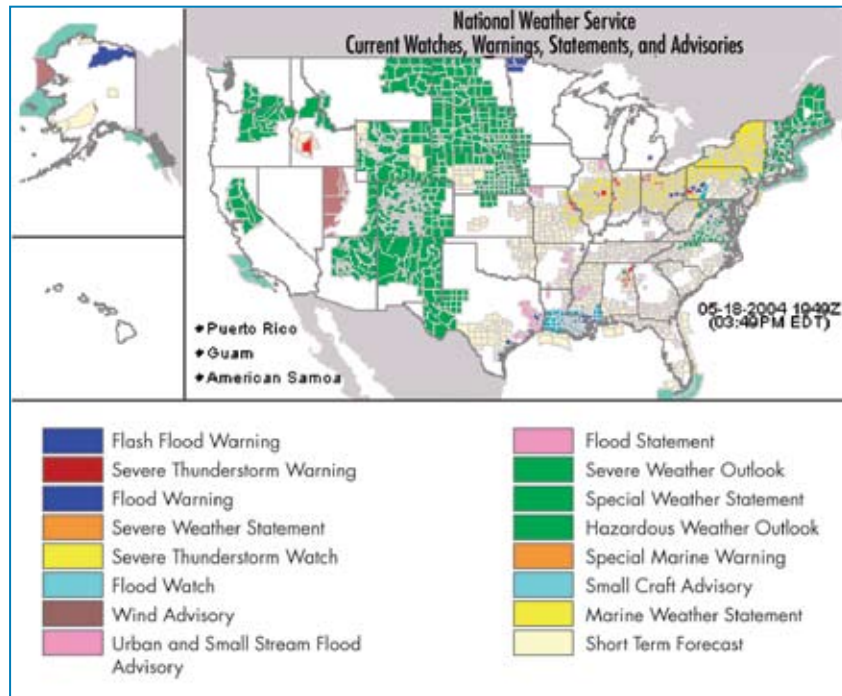 National Weather Service
Current Watches, Warnings, Statements, and Advisories
05-18-2004 1949Z
(03:49PM EDT)
Puerto Rico
Guam
American Samoa
Flash Flood Warning
Severe Thunderstorm Warning
Flood Warning
Severe Weather Statement
Severe Thunderstorm Watch
Flood Watch
Wind Advisory
Urban and Small Stream Flood
Advisory
Flood Statement
Severe Weather Outlook
Special Weather Statement
Hazardous Weather Outlook
Special Marine Warning
Small Craft Advisory
Marine Weather Statement
Short Term Forecast